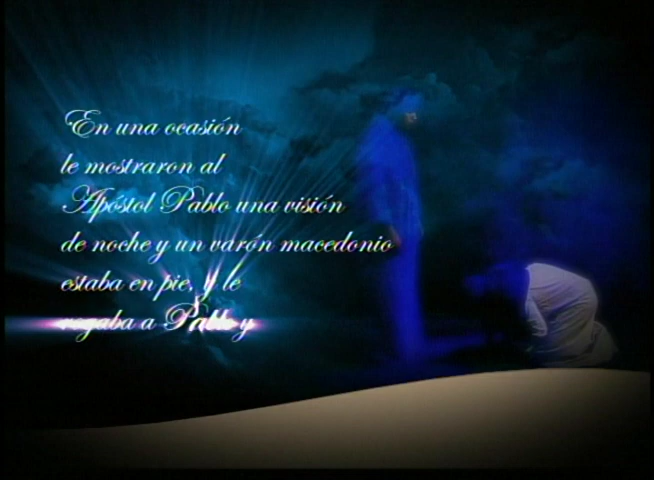 En una ocasión
le mostraron al
Apóstol Pablo una visión
de noche y un varón macedonio
estaba en pie, y le
rogaba a Pablo y